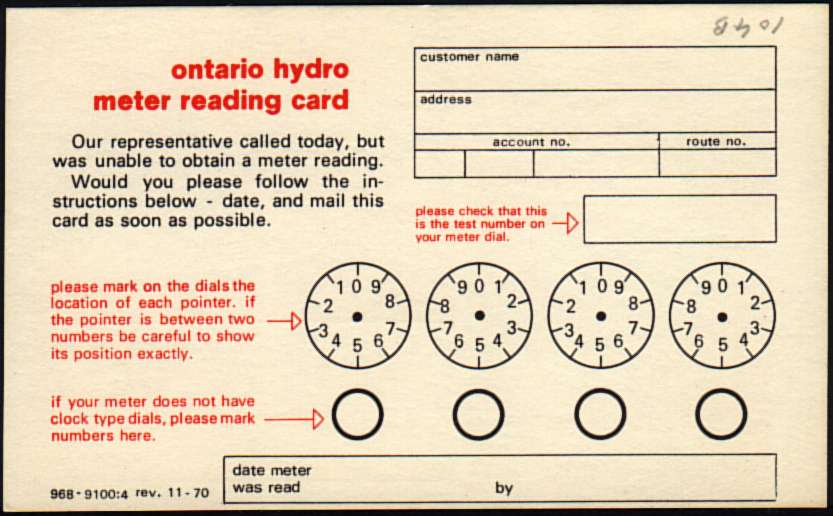 104B
ontario hydro
meter reading card
Our representative called today, but
was unable to obtain a meter reading.
Would you please follow the in-
structions below - date, and mail this
card as soon as possible.
customer name
address
account no. route no.
please check that this
is the test number on
your meter dial.
please mark on the dials the
location of each pointer. if
the pointer is between two
numbers be careful to show
its position exactly.
1 0 9 9 0 1 1 0 9 9 0 1
2 8 8 2 2 8 8 2
3 7 7 3 3 7 7 3
4 5 6 6 5 4 4 5 6 6 5 4
if your meter does not have
clock type dials, please mark
numbers here.
date meter
was read by
968-9100:4 rev. 11-70